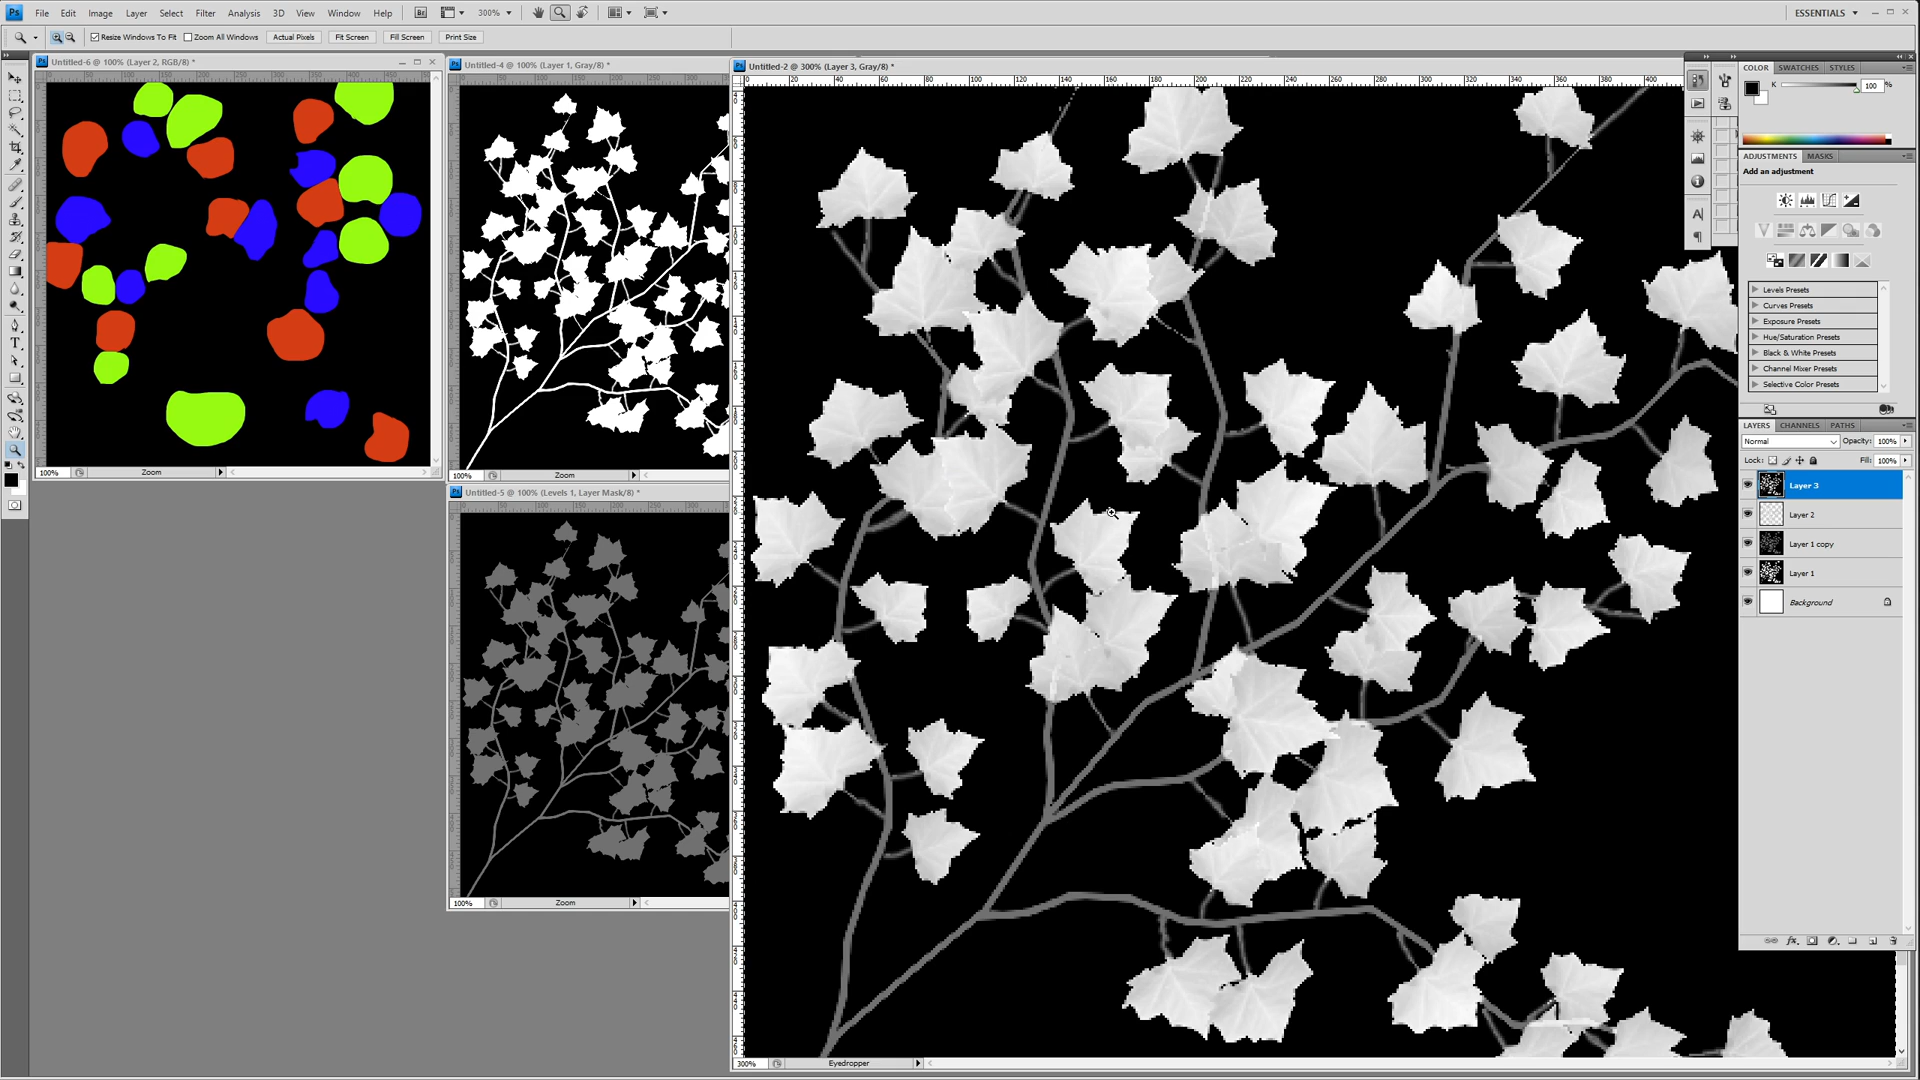 Ps File Edit Image Layer Select Filter Analysis 3D View Window Help Br 300% ESSENTIALS
Resize Windows To Fit Zoom All Windows Actual Pixels Fit Screen Fill Screen Print Size
Untitled-6 @ 100% (Layer 2, RGB/8) *
Untitled-4 @ 100% (Layer 1, Gray/8) *
Untitled-2 @ 300% (Layer 3, Gray/8) *
COLOR SWATCHES STYLES
K 100 %
ADJUSTMENTS MASKS
Add an adjustment
Levels Presets
Curves Presets
Exposure Presets
Hue/Saturation Presets
Black & White Presets
Channel Mixer Presets
Selective Color Presets
LAYERS CHANNELS PATHS
Normal Opacity: 100%
Lock: Fill: 100%
Layer 3
Layer 2
Layer 1 copy
Layer 1
Background
100% Zoom
100% Zoom
Untitled-5 @ 100% (Levels 1, Layer Mask/8) *
100% Zoom
300% Eyedropper